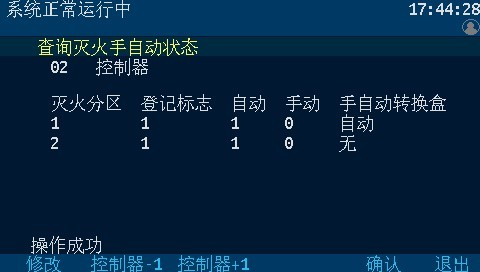 系统正常运行中 17:44:28
查询灭火手自动状态
02 控制器
灭火分区 登记标志 自动 手动 手自动转换盒
1 1 1 0 自动
2 1 1 0 无
操作成功
修改 控制器-1 控制器+1 确认 退出